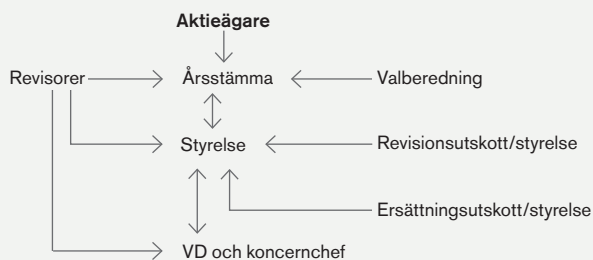 Aktieägare
Revisorer
Årsstämma
Valberedning
Styrelse
Revisionsutskott/styrelse
Ersättningsutskott/styrelse
VD och koncernchef